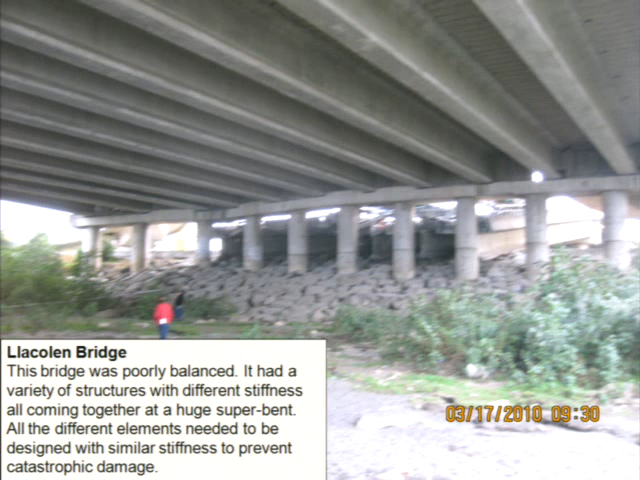 Llacolen Bridge
This bridge was poorly balanced. It had a
variety of structures with different stiffness
all coming together at a huge super-bent.
All the different elements needed to be
designed with similar stiffness to prevent
catastrophic damage.
03/17/2010 09:30